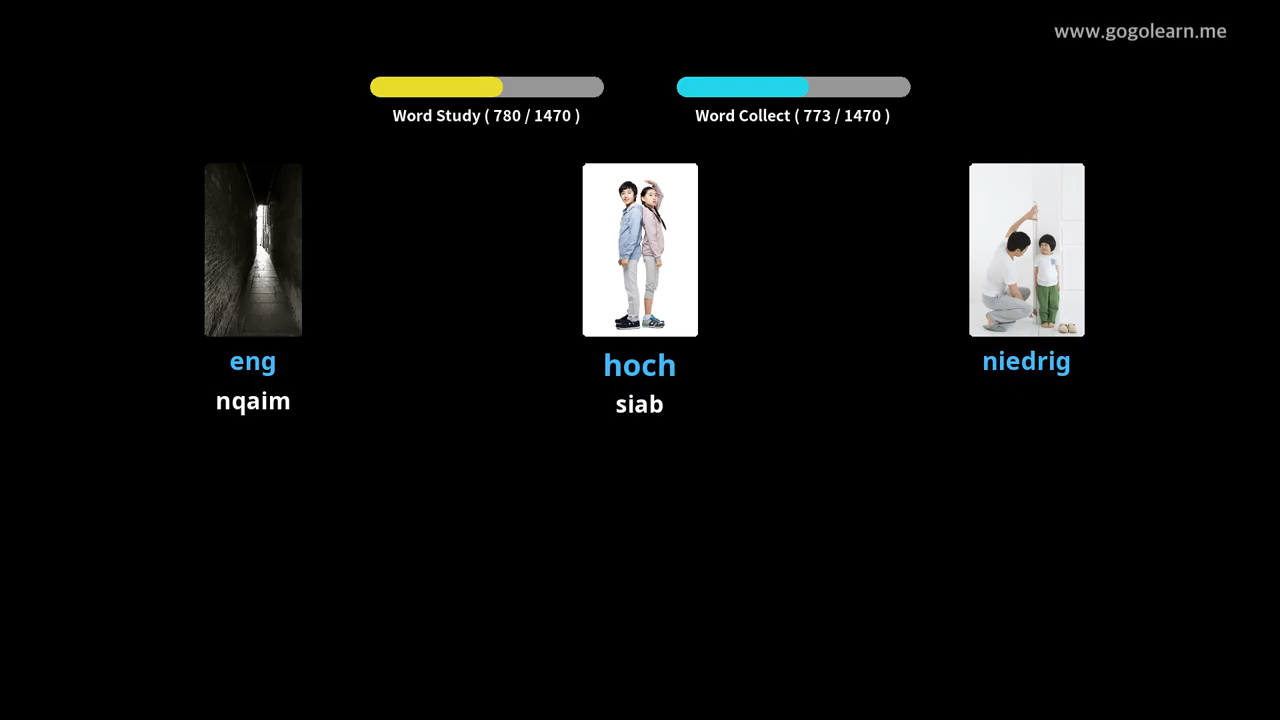 www.gogolearn.me
Word Study ( 780 / 1470 )
Word Collect ( 773 / 1470 )
eng
hoch
niedrig
nqaim
siab